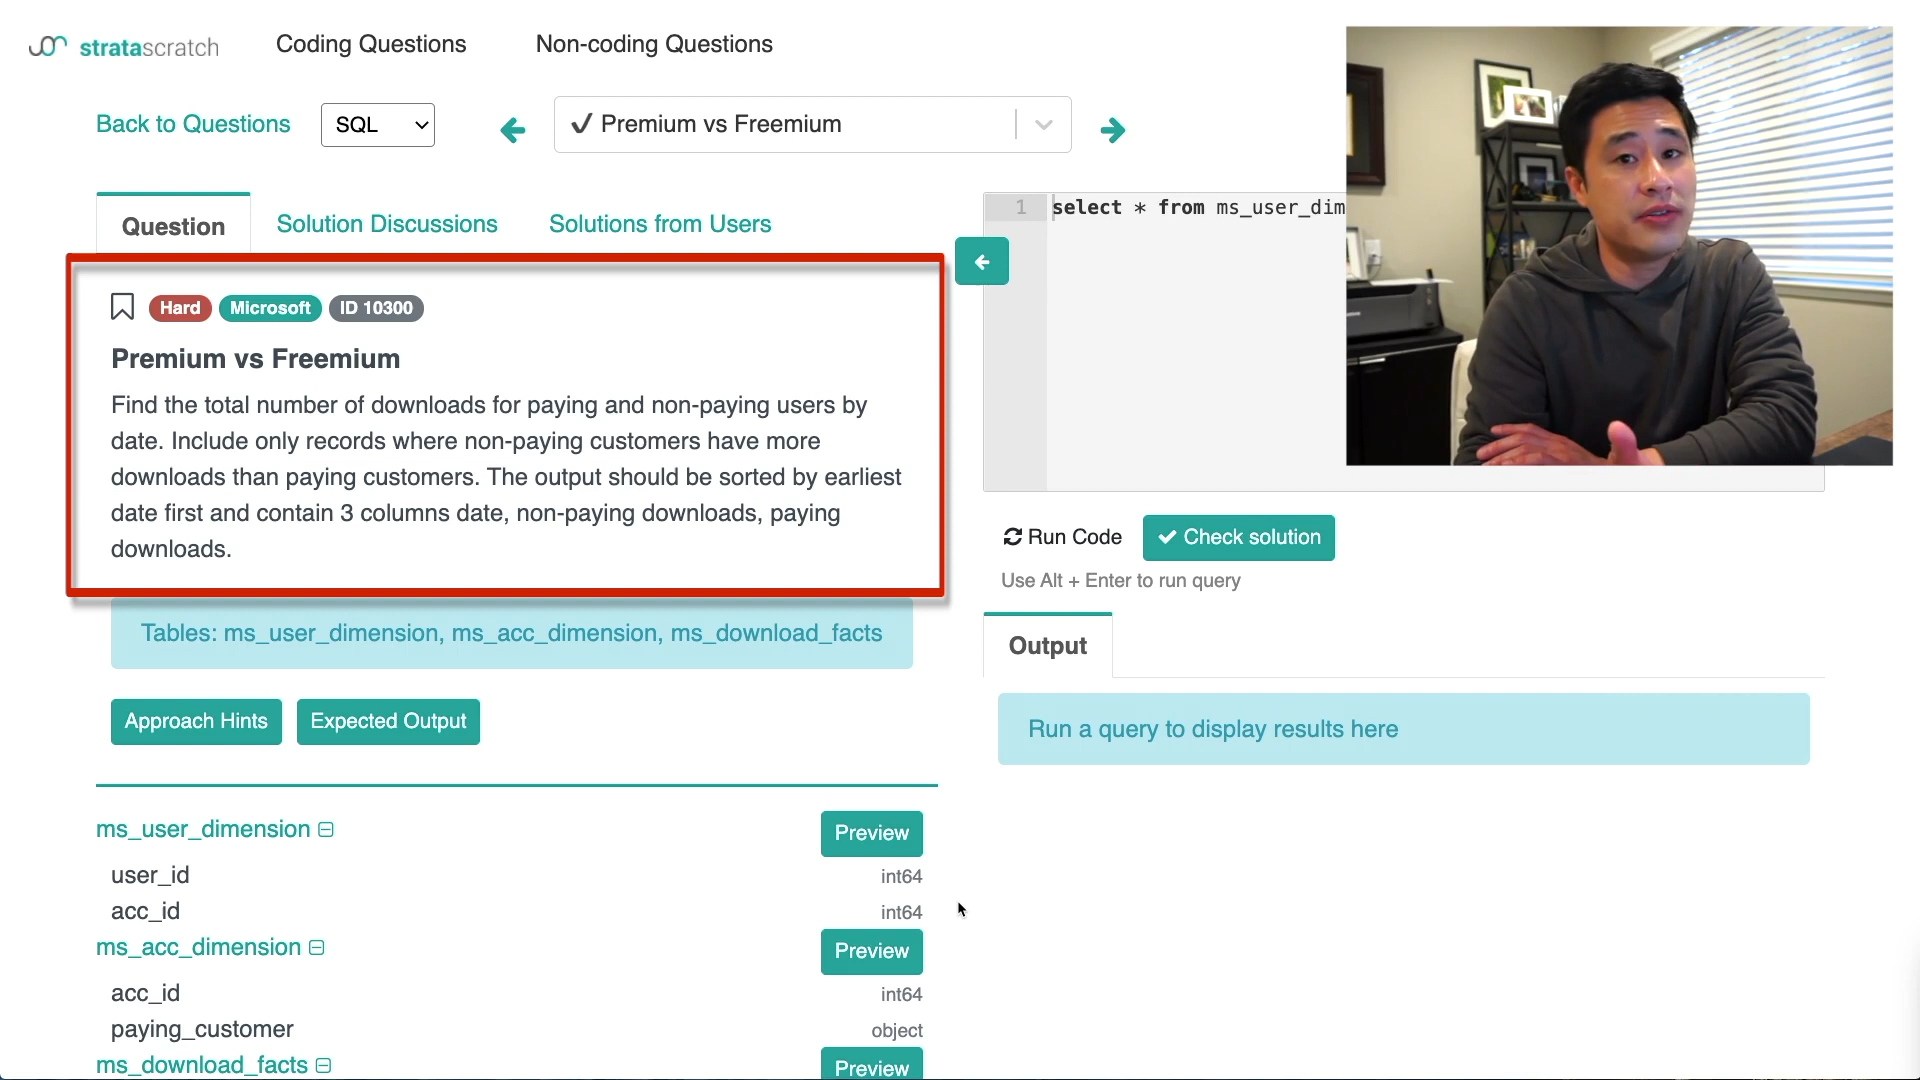 stratascratch
Coding Questions
Non-coding Questions
Back to Questions
SQL
Premium vs Freemium
Question
Solution Discussions
Solutions from Users
Hard
Microsoft
ID 10300
Premium vs Freemium
Find the total number of downloads for paying and non-paying users by
date. Include only records where non-paying customers have more
downloads than paying customers. The output should be sorted by earliest
date first and contain 3 columns date, non-paying downloads, paying
downloads.
Tables: ms_user_dimension, ms_acc_dimension, ms_download_facts
Approach Hints
Expected Output
ms_user_dimension
Preview
user_id
int64
acc_id
int64
ms_acc_dimension
Preview
acc_id
int64
paying_customer
object
ms_download_facts
Preview
1
select * from ms_user_dim
Run Code
Check solution
Use Alt + Enter to run query
Output
Run a query to display results here